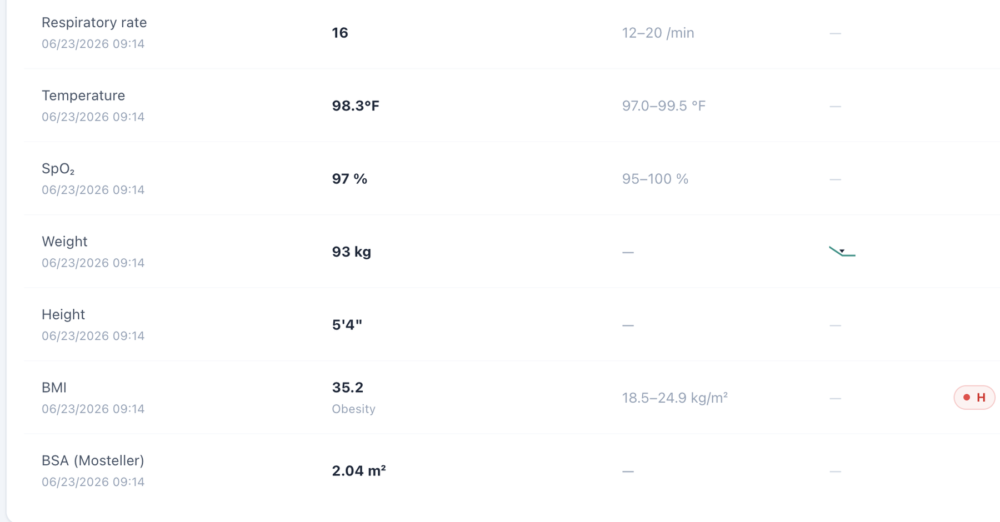 Respiratory rate
06/23/2026 09:14
16
12–20 /min
—
Temperature
06/23/2026 09:14
98.3°F
97.0–99.5 °F
—
SpO₂
06/23/2026 09:14
97 %
95–100 %
—
Weight
06/23/2026 09:14
93 kg
—
Height
06/23/2026 09:14
5'4"
—
—
BMI
06/23/2026 09:14
35.2
Obesity
18.5–24.9 kg/m²
—
H
BSA (Mosteller)
06/23/2026 09:14
2.04 m²
—
—